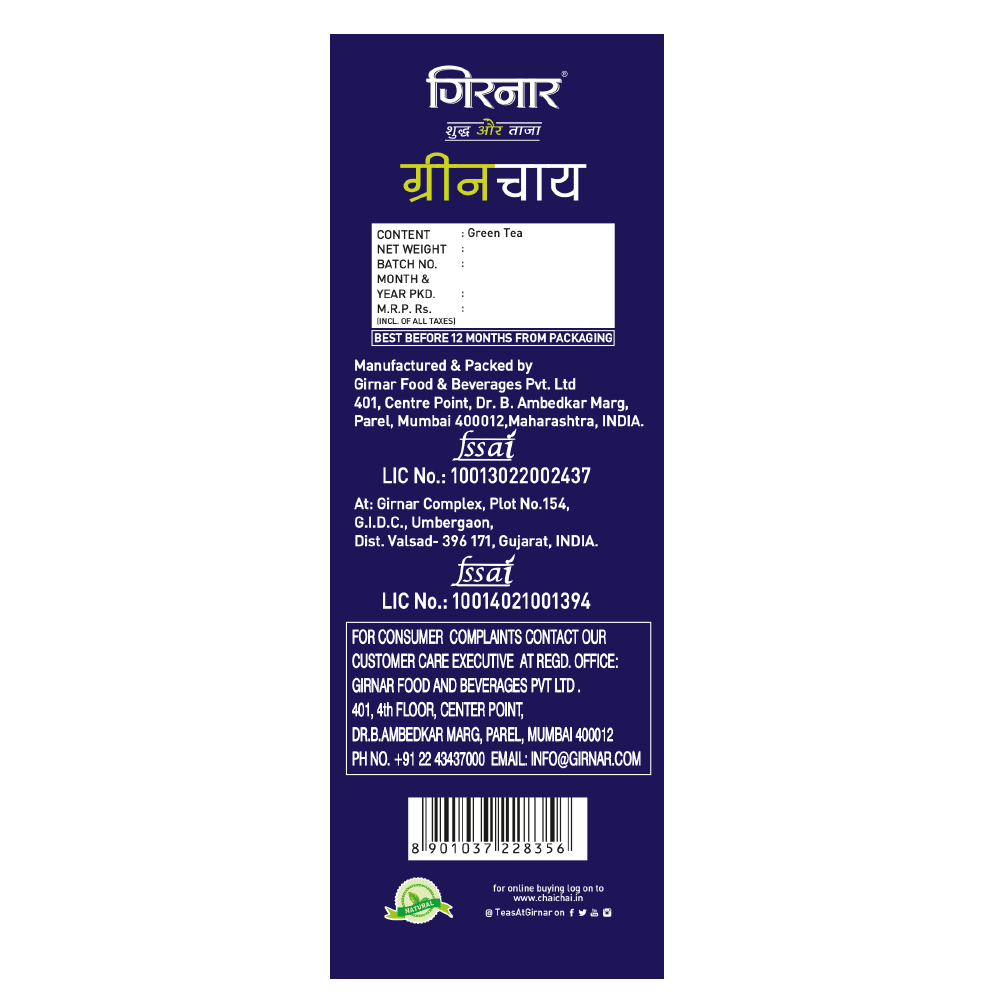 गिरनार®
शुद्ध और ताजा
ग्रीन चाय
CONTENT : Green Tea
NET WEIGHT :
BATCH NO. :
MONTH &
YEAR PKD. :
M.R.P. Rs. :
(INCL. OF ALL TAXES)
BEST BEFORE 12 MONTHS FROM PACKAGING
Manufactured & Packed by
Girnar Food & Beverages Pvt. Ltd
401, Centre Point, Dr. B. Ambedkar Marg,
Parel, Mumbai 400012,Maharashtra, INDIA.
fssai
LIC No.: 10013022002437
At: Girnar Complex, Plot No.154,
G.I.D.C., Umbergaon,
Dist. Valsad- 396 171, Gujarat, INDIA.
fssai
LIC No.: 10014021001394
FOR CONSUMER COMPLAINTS CONTACT OUR
CUSTOMER CARE EXECUTIVE AT REGD. OFFICE:
GIRNAR FOOD AND BEVERAGES PVT LTD .
401, 4th FLOOR, CENTER POINT,
DR.B.AMBEDKAR MARG, PAREL, MUMBAI 400012
PH NO. +91 22 43437000 EMAIL: INFO@GIRNAR.COM
8 901037 228356
NATURAL
for online buying log on to
www.chaichai.in
@TeasAtGirnar on